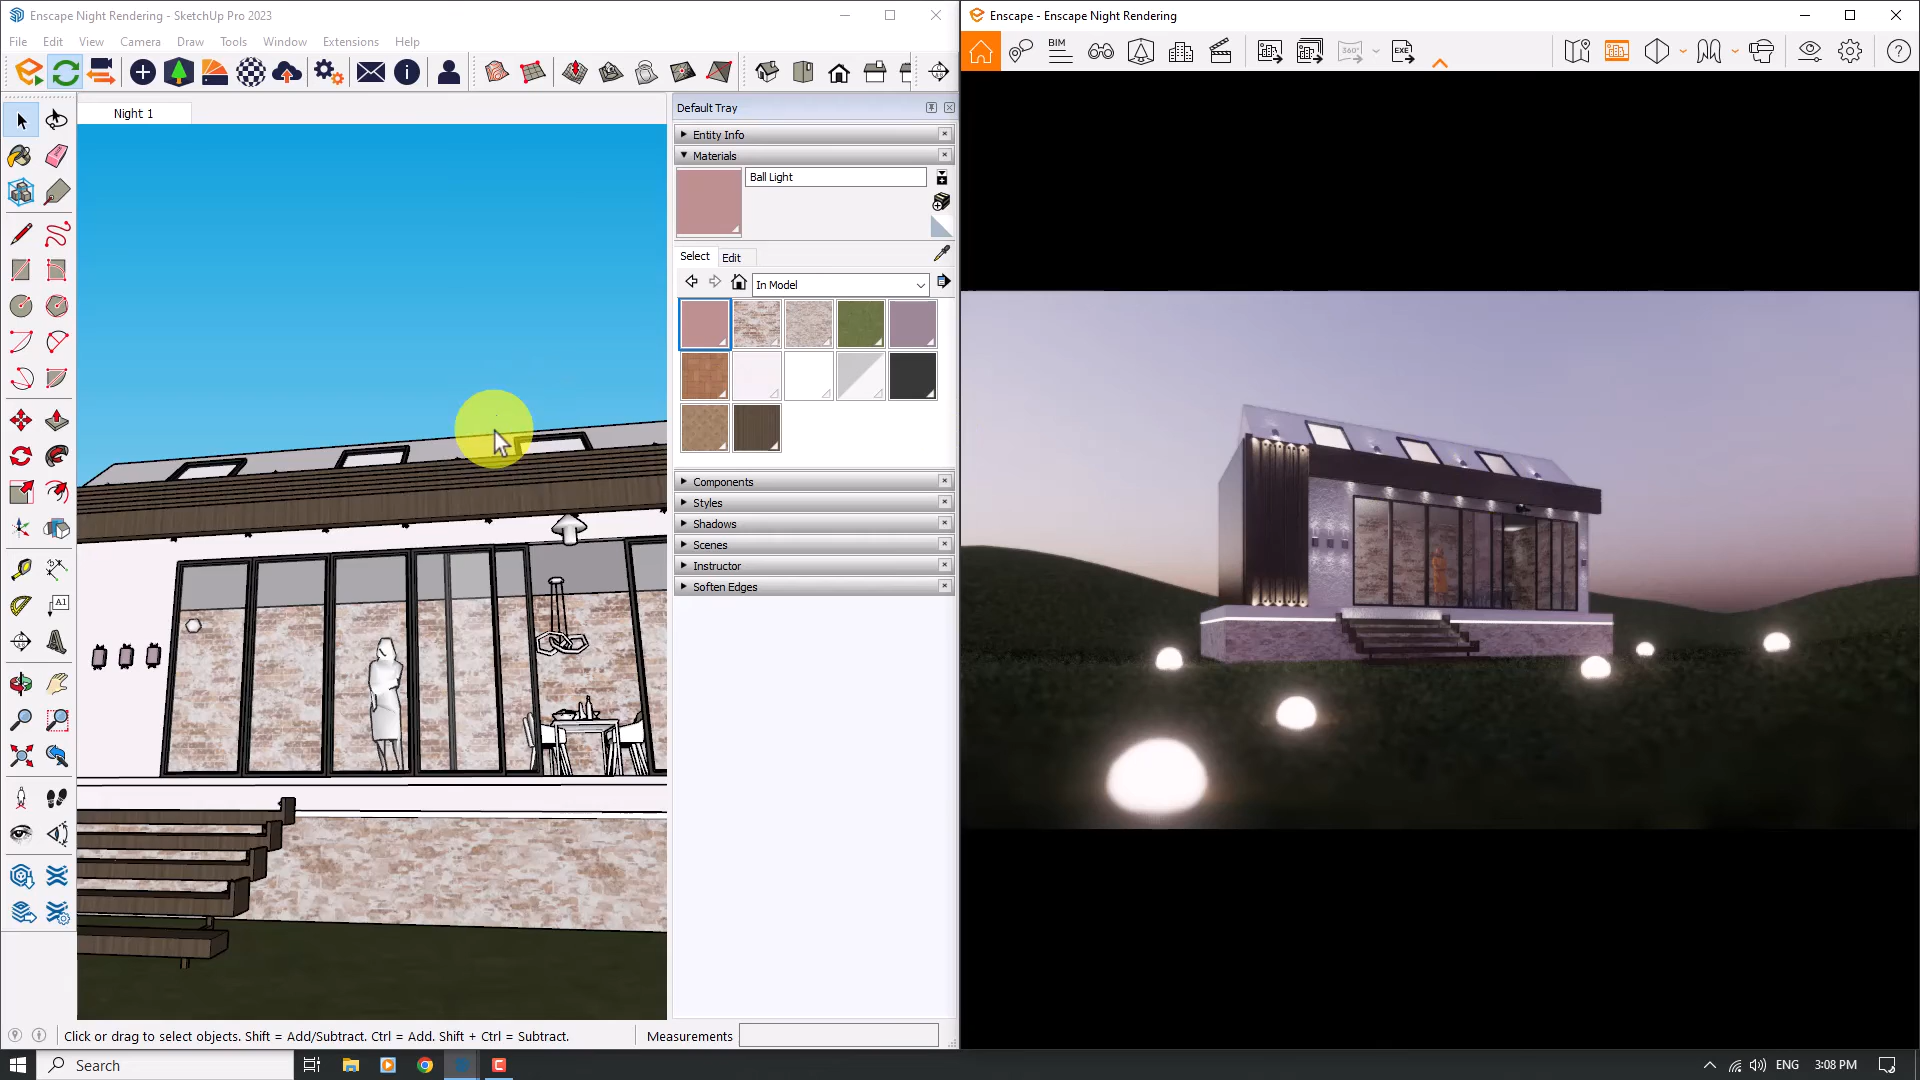 Enscape Night Rendering - SketchUp Pro 2023
Enscape - Enscape Night Rendering
File Edit View Camera Draw Tools Window Extensions Help
BIM
360°
EXE
Night 1
Default Tray
Entity Info
Materials
Ball Light
Select Edit
In Model
Components
Styles
Shadows
Scenes
Instructor
Soften Edges
A1
Click or drag to select objects. Shift = Add/Subtract. Ctrl = Add. Shift + Ctrl = Subtract.
Measurements
Search
ENG
3:08 PM